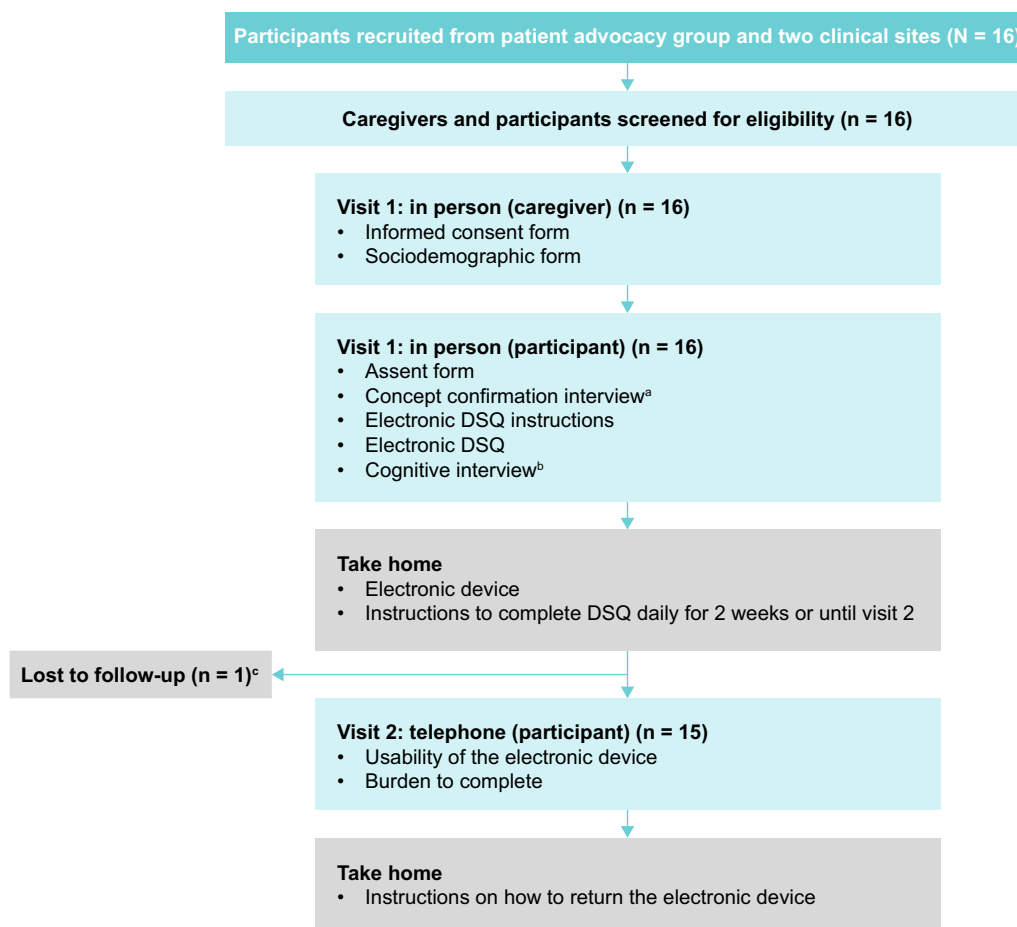 Participants recruited from patient advocacy group and two clinical sites (N = 16)
Caregivers and participants screened for eligibility (n = 16)
Visit 1: in person (caregiver) (n = 16)
• Informed consent form
• Sociodemographic form
Visit 1: in person (participant) (n = 16)
• Assent form
• Concept confirmation interviewᵃ
• Electronic DSQ instructions
• Electronic DSQ
• Cognitive interviewᵇ
Take home
• Electronic device
• Instructions to complete DSQ daily for 2 weeks or until visit 2
Lost to follow-up (n = 1)ᶜ
Visit 2: telephone (participant) (n = 15)
• Usability of the electronic device
• Burden to complete
Take home
• Instructions on how to return the electronic device